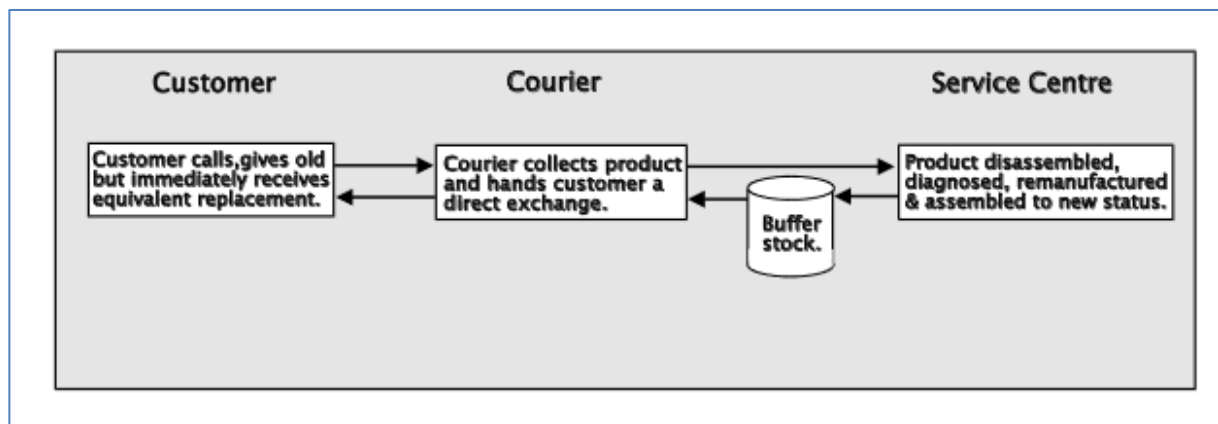 Customer
Courier
Service Centre
Customer calls,gives old
but immediately receives
equivalent replacement.
Courier collects product
and hands customer a
direct exchange.
Buffer
stock.
Product disassembled,
diagnosed, remanufactured
& assembled to new status.